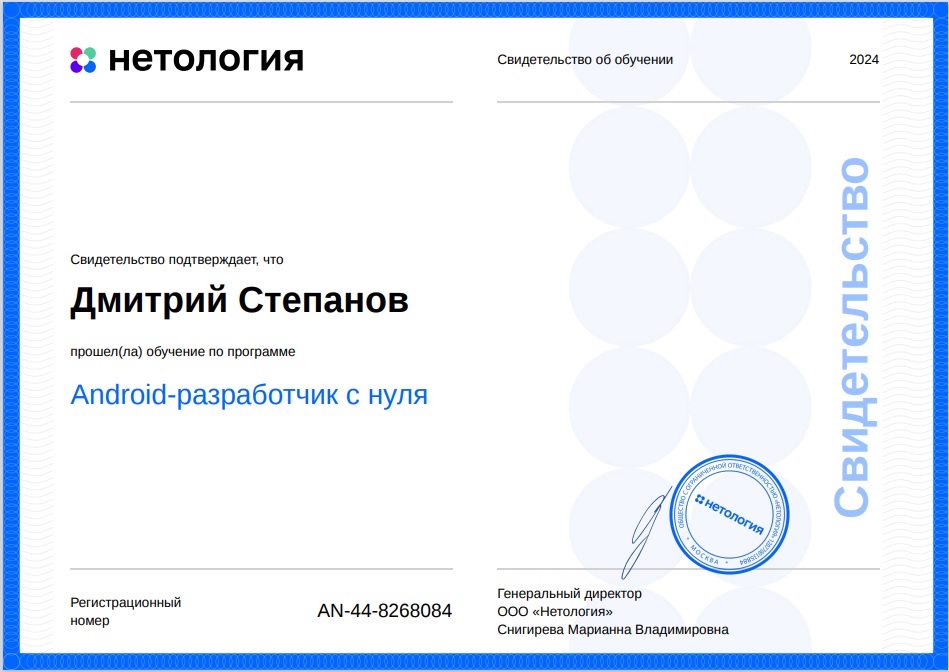 нетология
Свидетельство об обучении
2024
Свидетельство подтверждает, что
Дмитрий Степанов
прошел(ла) обучение по программе
Android-разработчик с нуля
Свидетельство
ОБЩЕСТВО С ОГРАНИЧЕННОЙ ОТВЕТСТВЕННОСТЬЮ «НЕТОЛОГИЯ»
МОСКВА
нетология
Регистрационный
номер
AN-44-8268084
Генеральный директор
ООО «Нетология»
Снигирева Марианна Владимировна